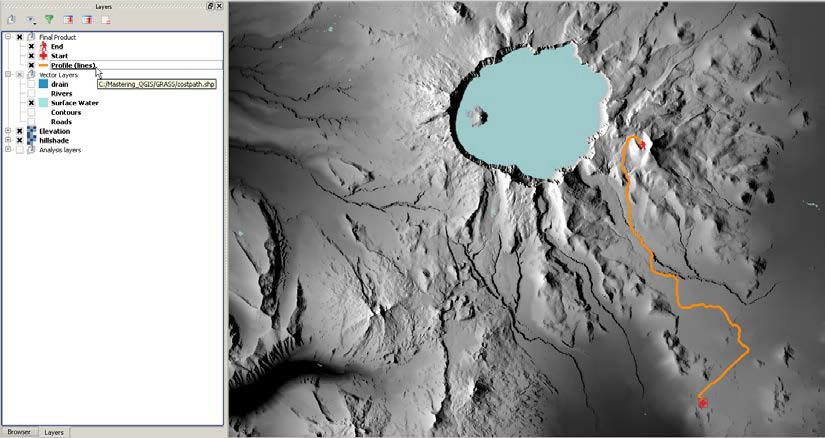 Layers
Final Product
End
Start
Profile (lines)
Vector Layers
C:/Mastering_QGIS/GRASS/costpath.shp
drain
Rivers
Surface Water
Contours
Roads
Elevation
hillshade
Analysis layers
Browser
Layers